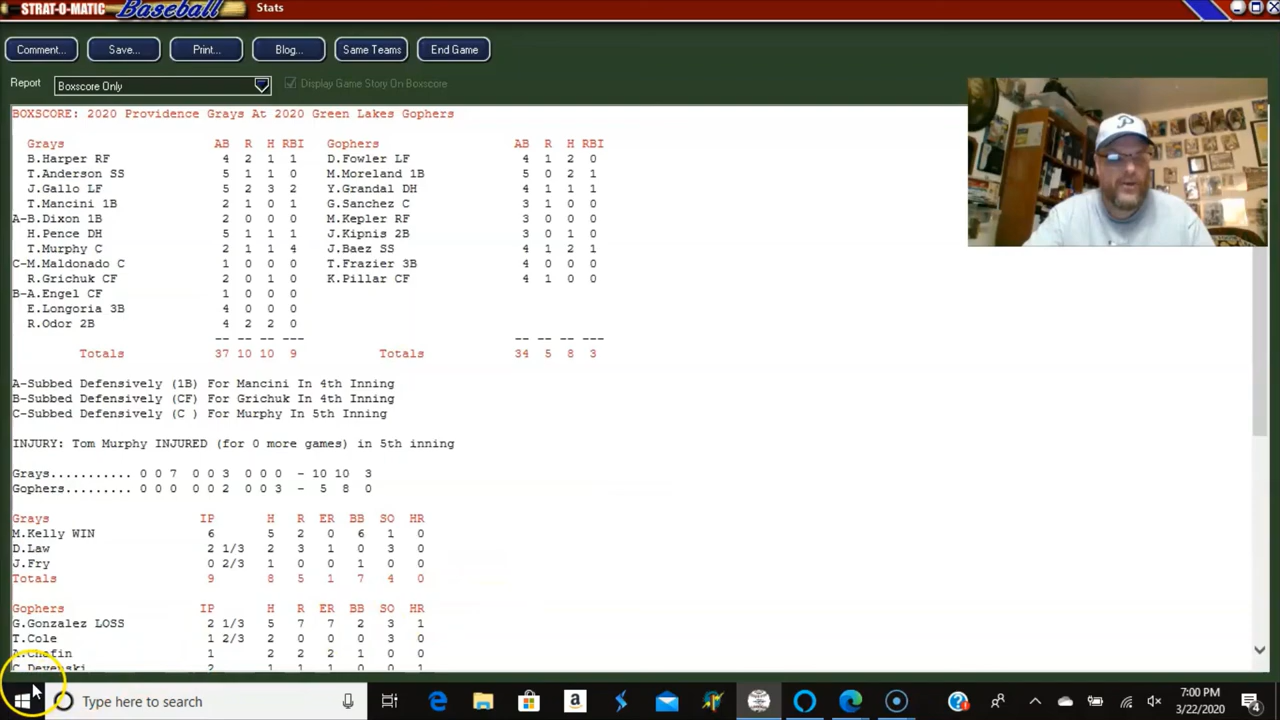 STRAT-O-MATIC Baseball Stats
Comment... Save... Print... Blog... Same Teams End Game
Report Boxscore Only Display Game Story On Boxscore
BOXSCORE: 2020 Providence Grays At 2020 Green Lakes Gophers
Grays AB R H RBI Gophers AB R H RBI
B.Harper RF 4 2 1 1 D.Fowler LF 4 1 2 0
T.Anderson SS 5 1 1 0 M.Moreland 1B 5 0 2 1
J.Gallo LF 5 2 3 2 Y.Grandal DH 4 1 1 1
T.Mancini 1B 2 1 0 1 G.Sanchez C 3 1 0 0
A-B.Dixon 1B 2 0 0 0 M.Kepler RF 3 0 0 0
H.Pence DH 5 1 1 1 J.Kipnis 2B 3 0 1 0
T.Murphy C 2 1 1 4 J.Baez SS 4 1 2 1
C-M.Maldonado C 1 0 0 0 T.Frazier 3B 4 0 0 0
R.Grichuk CF 2 0 1 0 K.Pillar CF 4 1 0 0
B-A.Engel CF 1 0 0 0
E.Longoria 3B 4 0 0 0
R.Odor 2B 4 2 2 0
-- -- -- --- -- -- -- ---
Totals 37 10 10 9 Totals 34 5 8 3
A-Subbed Defensively (1B) For Mancini In 4th Inning
B-Subbed Defensively (CF) For Grichuk In 4th Inning
C-Subbed Defensively (C ) For Murphy In 5th Inning
INJURY: Tom Murphy INJURED (for 0 more games) in 5th inning
Grays........... 0 0 7 0 0 3 0 0 0 - 10 10 3
Gophers......... 0 0 0 0 0 2 0 0 3 - 5 8 0
Grays IP H R ER BB SO HR
M.Kelly WIN 6 5 2 0 6 1 0
D.Law 2 1/3 2 3 1 0 3 0
J.Fry 0 2/3 1 0 0 1 0 0
Totals 9 8 5 1 7 4 0
Gophers IP H R ER BB SO HR
G.Gonzalez LOSS 2 1/3 5 7 7 2 3 1
T.Cole 1 2/3 2 0 0 0 3 0
A.Chafin 1 2 2 2 1 0 0
C.Devenski 2 1 1 1 0 0 1
Type here to search
7:00 PM
3/22/2020
4